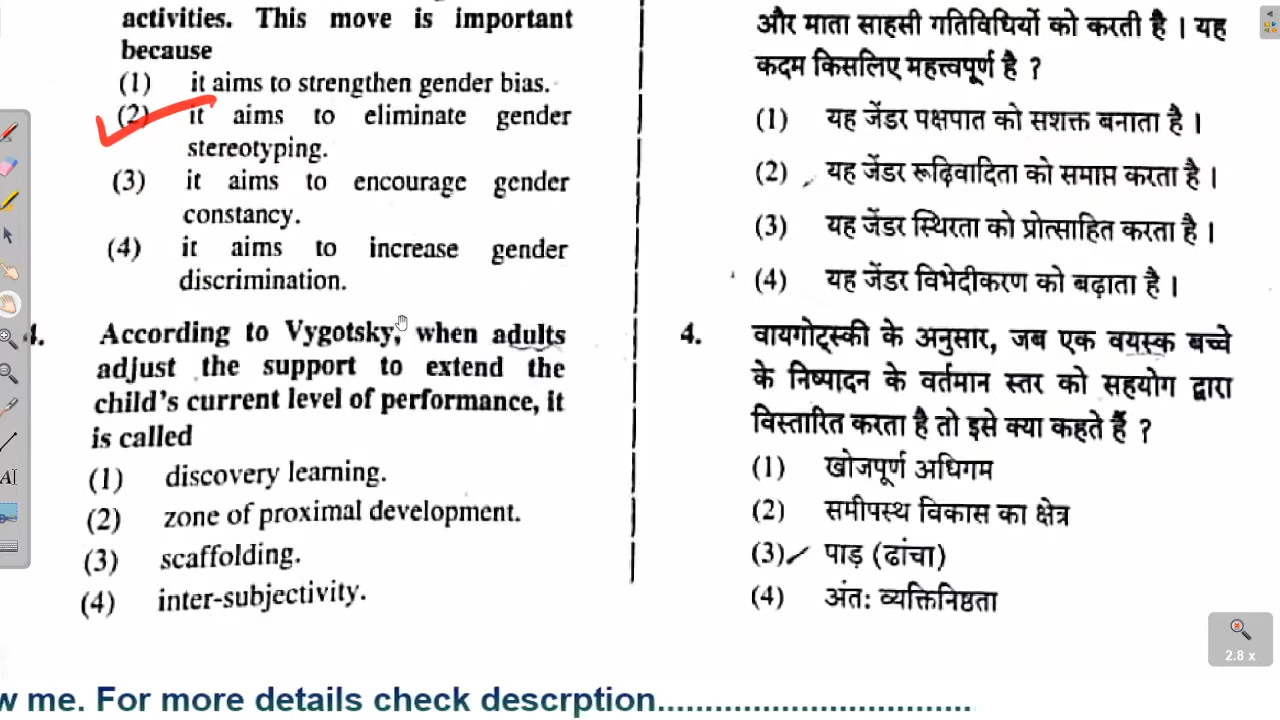 activities. This move is important
because
(1) it aims to strengthen gender bias.
(2) it aims to eliminate gender
stereotyping.
(3) it aims to encourage gender
constancy.
(4) it aims to increase gender
discrimination.
4. According to Vygotsky, when adults
adjust the support to extend the
child's current level of performance, it
is called
(1) discovery learning.
(2) zone of proximal development.
(3) scaffolding.
(4) inter-subjectivity.
और माता साहसी गतिविधियों को करती है । यह
कदम किसलिए महत्त्वपूर्ण है ?
(1) यह जेंडर पक्षपात को सशक्त बनाता है ।
(2) यह जेंडर रूढ़िवादिता को समाप्त करता है ।
(3) यह जेंडर स्थिरता को प्रोत्साहित करता है ।
(4) यह जेंडर विभेदीकरण को बढ़ाता है ।
4. वायगोट्स्की के अनुसार, जब एक वयस्क बच्चे
के निष्पादन के वर्तमान स्तर को सहयोग द्वारा
विस्तारित करता है तो इसे क्या कहते हैं ?
(1) खोजपूर्ण अधिगम
(2) समीपस्थ विकास का क्षेत्र
(3) पाड़ (ढांचा)
(4) अंत: व्यक्तिनिष्ठता
2.8 x
w me. For more details check descrption.................................